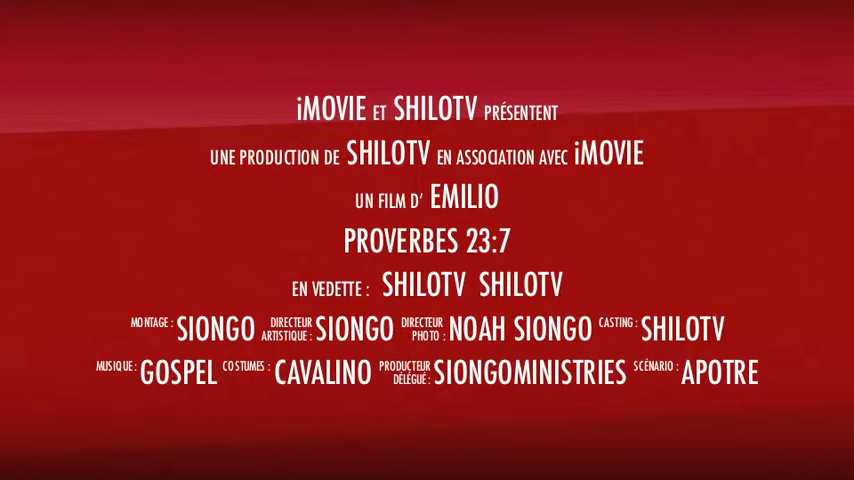 iMOVIE ET SHILOTV PRÉSENTENT
UNE PRODUCTION DE SHILOTV EN ASSOCIATION AVEC iMOVIE
UN FILM D' EMILIO
PROVERBES 23:7
EN VEDETTE : SHILOTV SHILOTV
MONTAGE : SIONGO DIRECTEUR ARTISTIQUE : SIONGO DIRECTEUR PHOTO : NOAH SIONGO CASTING : SHILOTV
MUSIQUE : GOSPEL COSTUMES : CAVALINO PRODUCTEUR DÉLÉGUÉ : SIONGOMINISTRIES SCÉNARIO : APOTRE